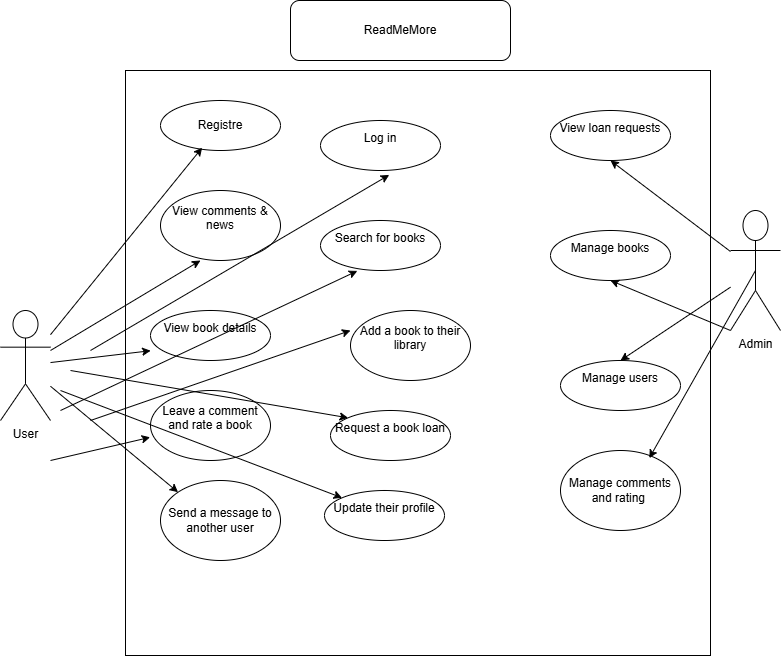 ReadMeMore
Registre
Log in
View loan requests
View comments &
news
Search for books
Manage books
View book details
Add a book to their
library
Admin
Manage users
Leave a comment
and rate a book
Request a book loan
User
Manage comments
and rating
Send a message to
another user
Update their profile